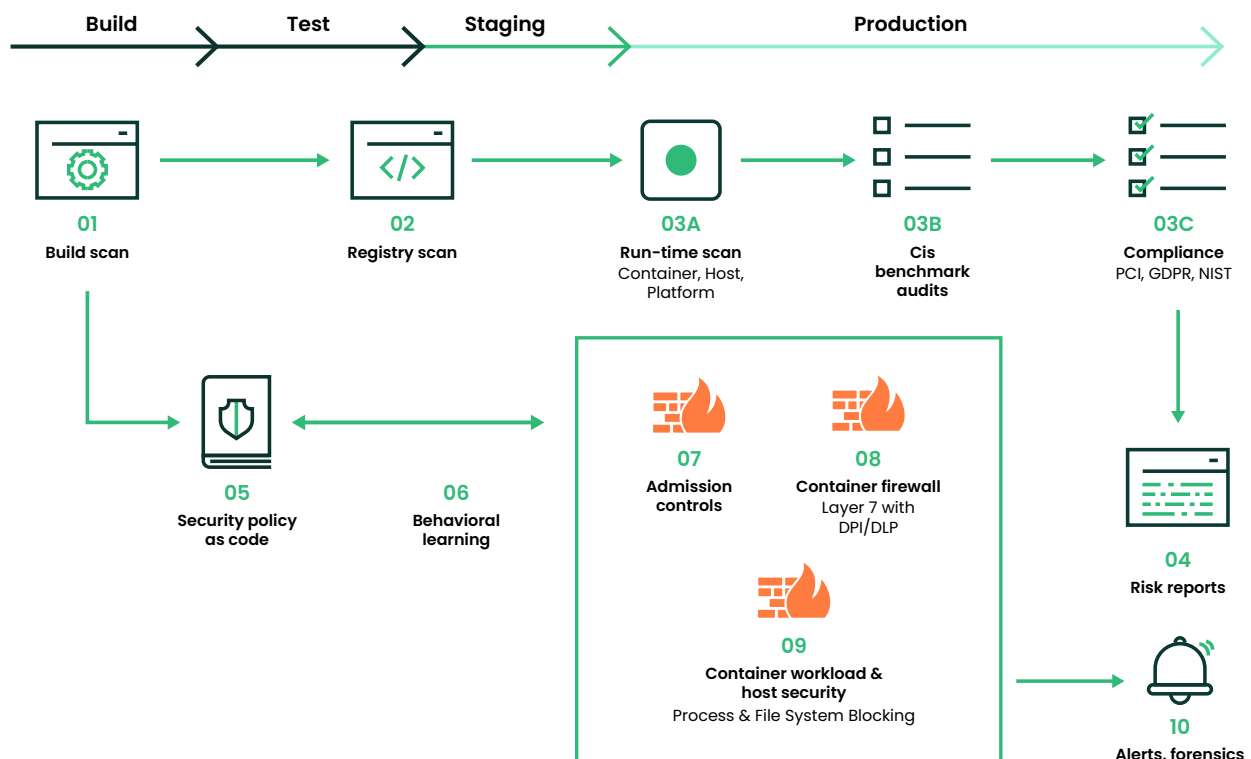 Build
Test
Staging
Production
01
Build scan
02
Registry scan
03A
Run-time scan
Container, Host,
Platform
03B
Cis
benchmark
audits
03C
Compliance
PCI, GDPR, NIST
05
Security policy
as code
06
Behavioral
learning
07
Admission
controls
08
Container firewall
Layer 7 with
DPI/DLP
09
Container workload &
host security
Process & File System Blocking
04
Risk reports
10
Alerts, forensics